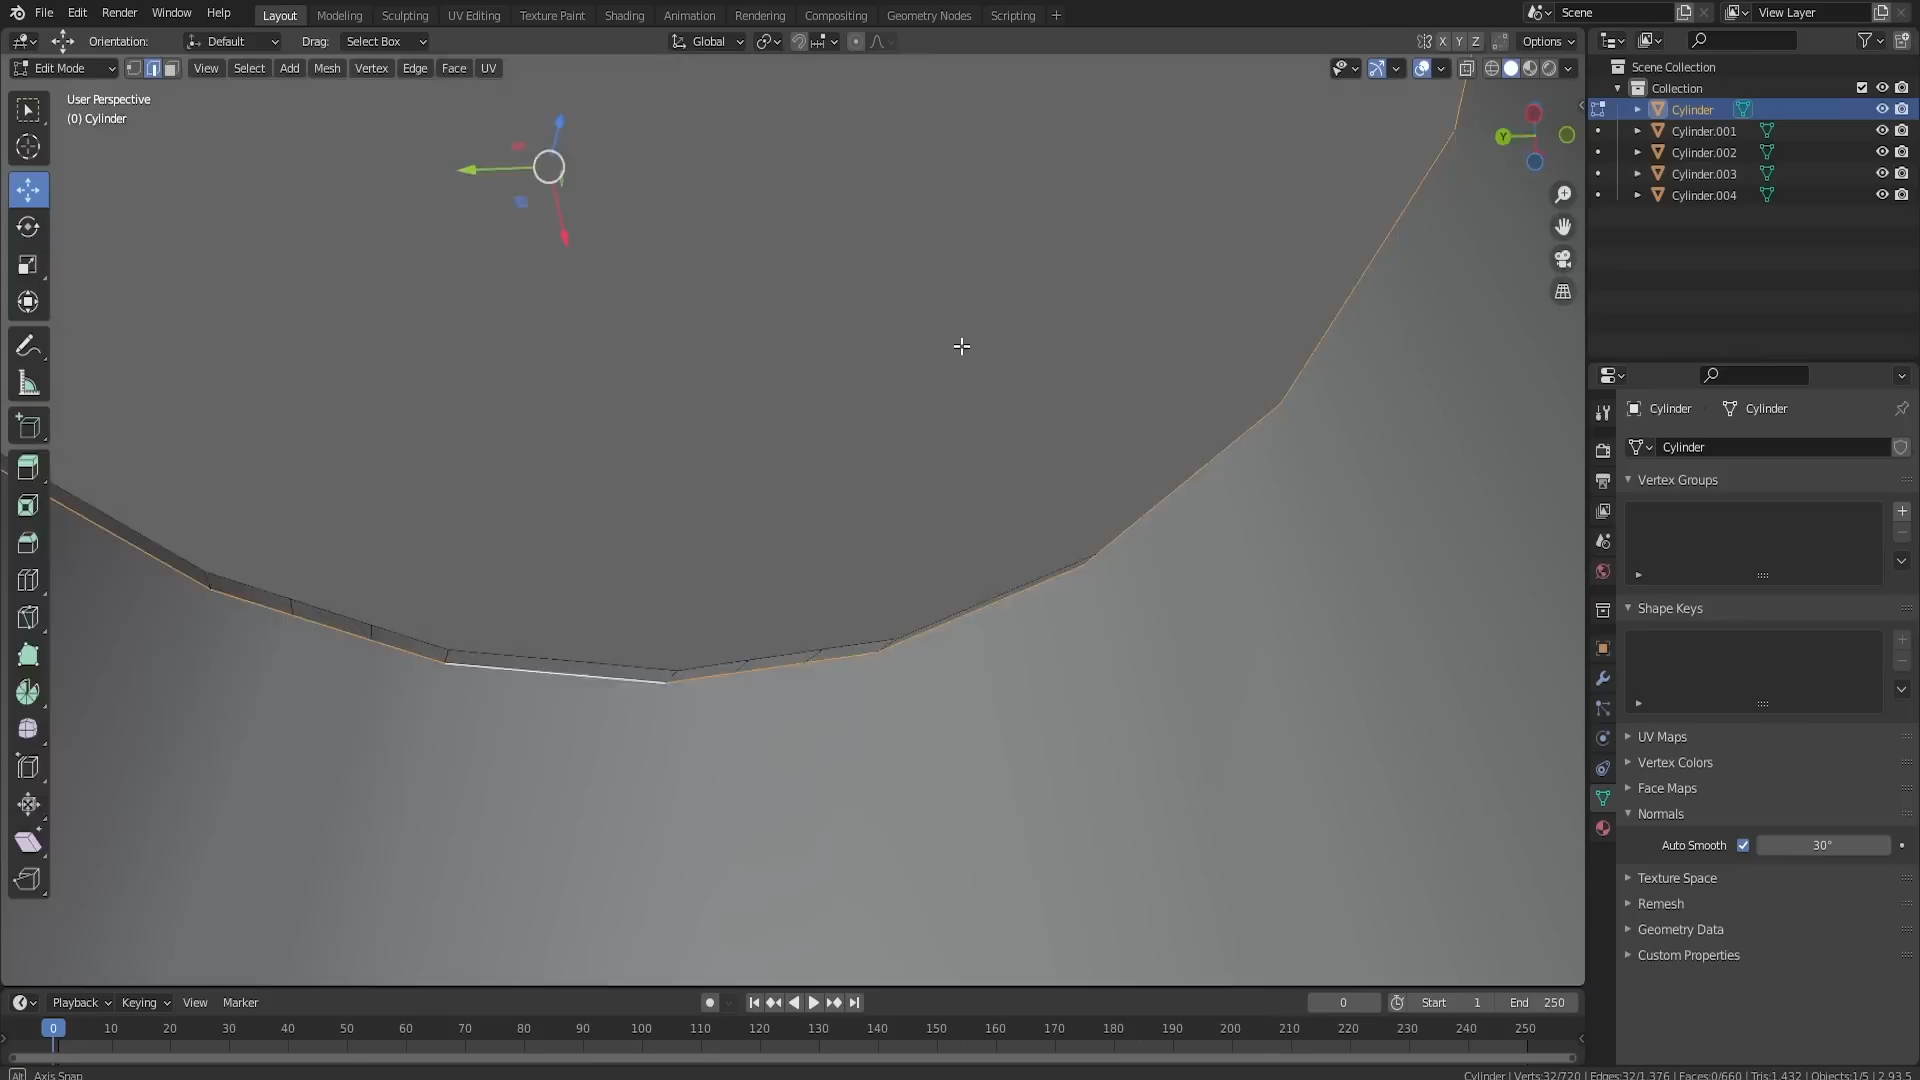 File Edit Render Window Help Layout Modeling Sculpting UV Editing Texture Paint Shading Animation Rendering Compositing Geometry Nodes Scripting + Scene View Layer
Orientation: Default Drag: Select Box Global X Y Z Options
Edit Mode View Select Add Mesh Vertex Edge Face UV
User Perspective
(0) Cylinder
Y
Scene Collection
Collection
Cylinder
Cylinder.001
Cylinder.002
Cylinder.003
Cylinder.004
Cylinder Cylinder
Cylinder
Vertex Groups
Shape Keys
UV Maps
Vertex Colors
Face Maps
Normals
Auto Smooth 30°
Texture Space
Remesh
Geometry Data
Custom Properties
Playback Keying View Marker 0 Start 1 End 250
0 10 20 30 40 50 60 70 80 90 100 110 120 130 140 150 160 170 180 190 200 210 220 230 240 250
Alt Axis Snap Cylinder | Verts:32/720 | Edges:32/1,376 | Faces:0/660 | Tris:1,432 | Objects:1/5 | 2.93.5